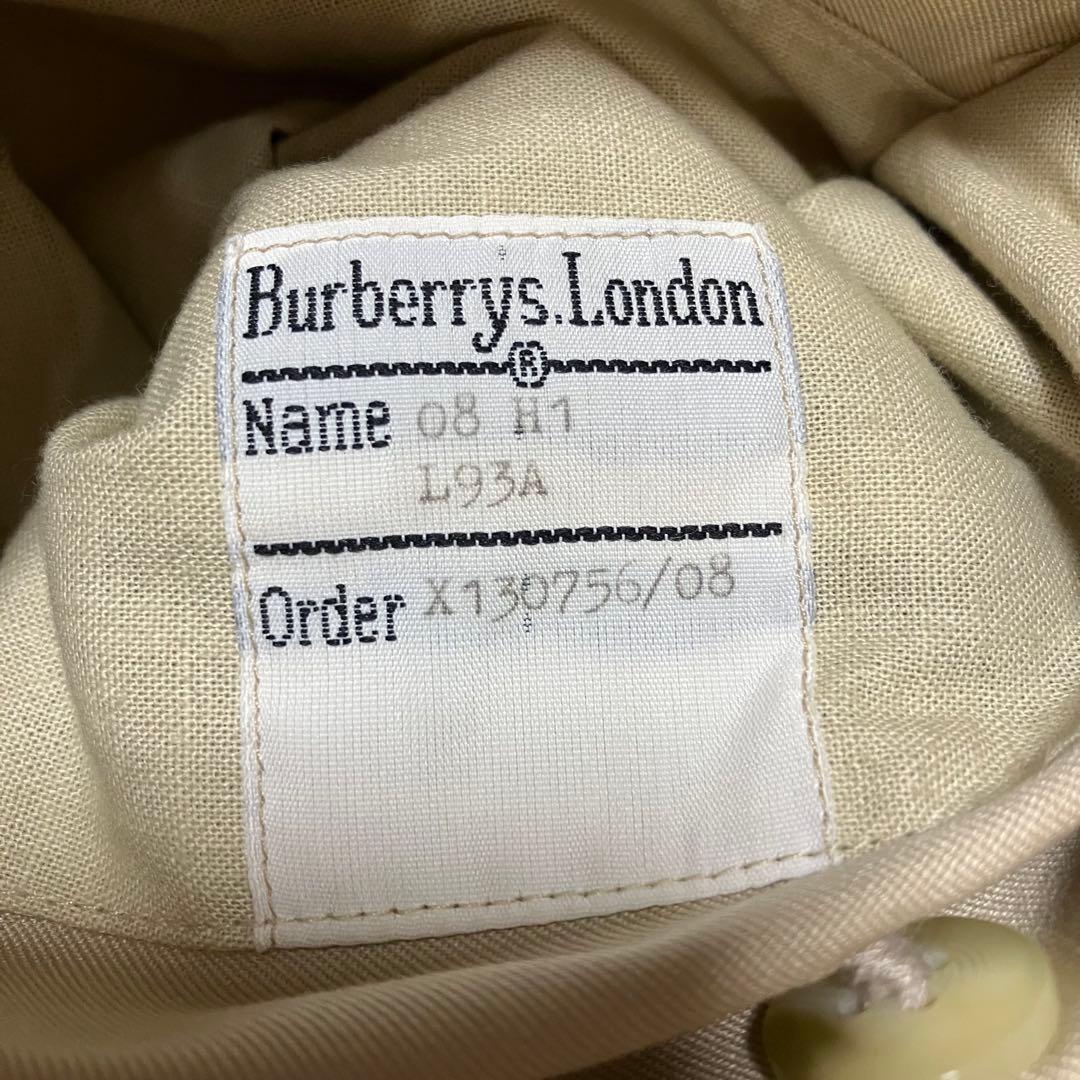 Burberrys.London
®
Name 08 H1
L93A
Order X130756/08